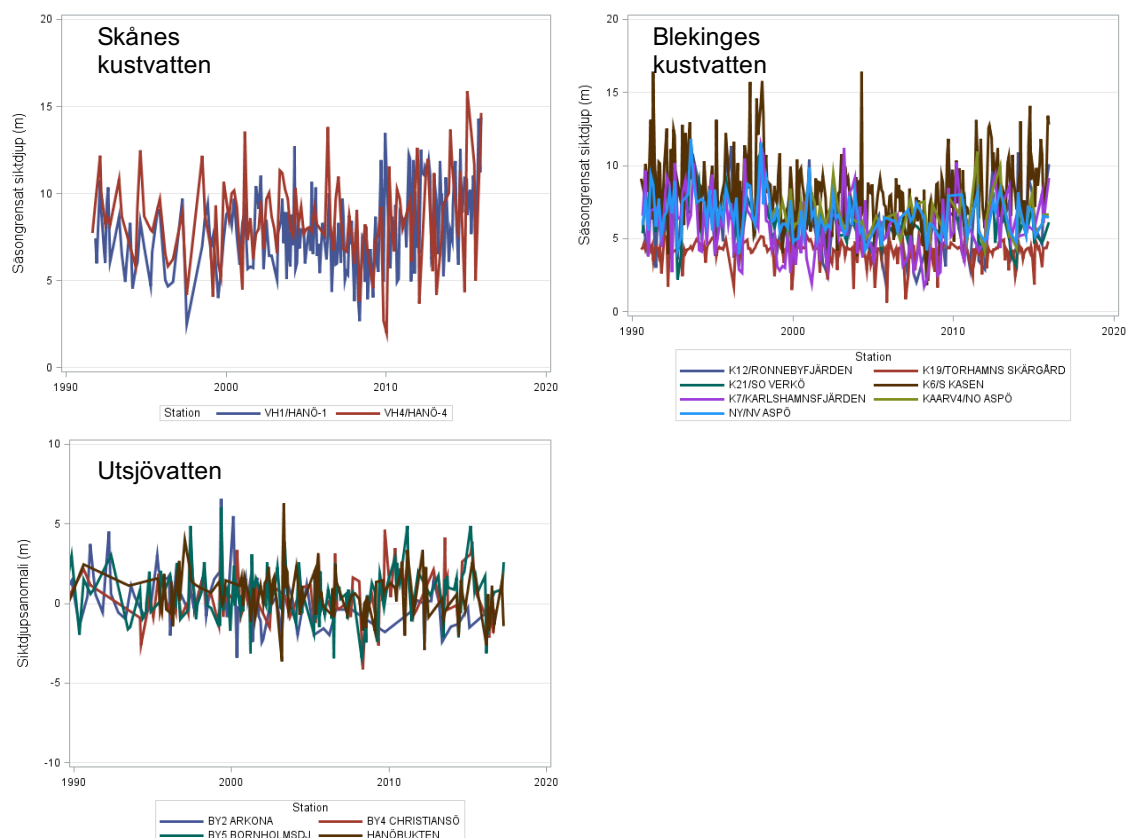 Skånes
kustvatten
Säsongrensat siktdjup (m)
20
15
10
5
0
1990
2000
2010
2020
Station
VH1/HANÖ-1
VH4/HANÖ-4
Blekinges
kustvatten
Säsongrensat siktdjup (m)
20
15
10
5
0
1990
2000
2010
2020
Station
K12/RONNEBYFJÄRDEN
K19/TORHAMNS SKÄRGÅRD
K21/SO VERKÖ
K6/S KASEN
K7/KARLSHAMNSFJÄRDEN
KAARV4/NO ASPÖ
NY/NV ASPÖ
Utsjövatten
Siktdjupsanomali (m)
10
5
0
-5
-10
1990
2000
2010
2020
Station
BY2 ARKONA
BY4 CHRISTIANSÖ
BY5 BORNHOLMSDJ
HANÖBUKTEN